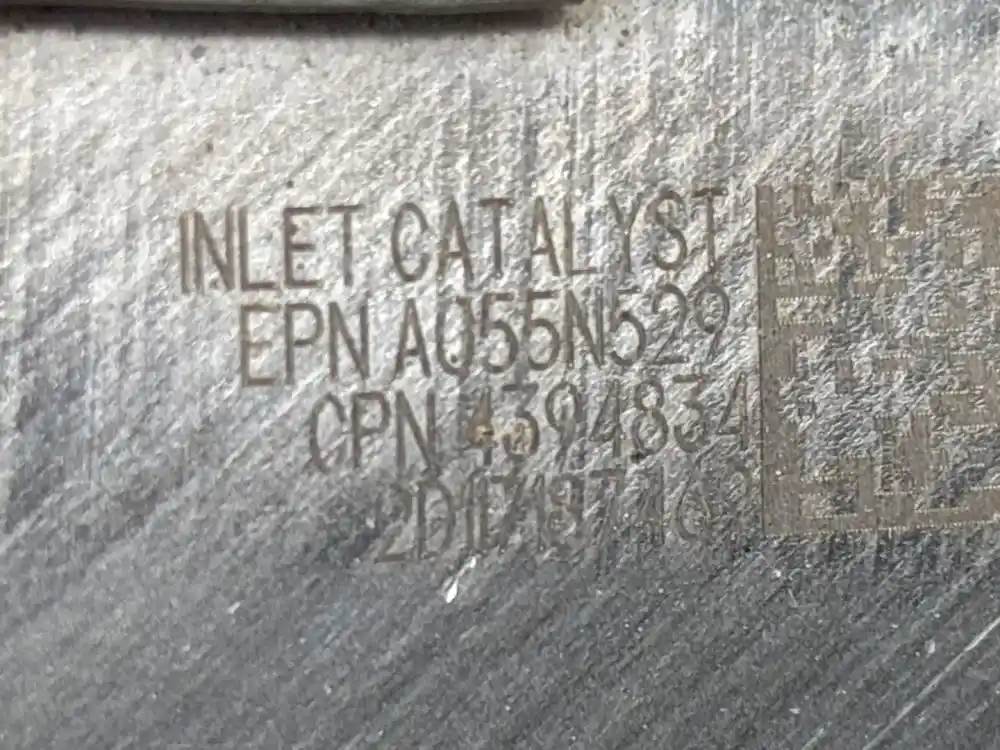 INLET CATALYST
EPN A055N529
CPN 4394834